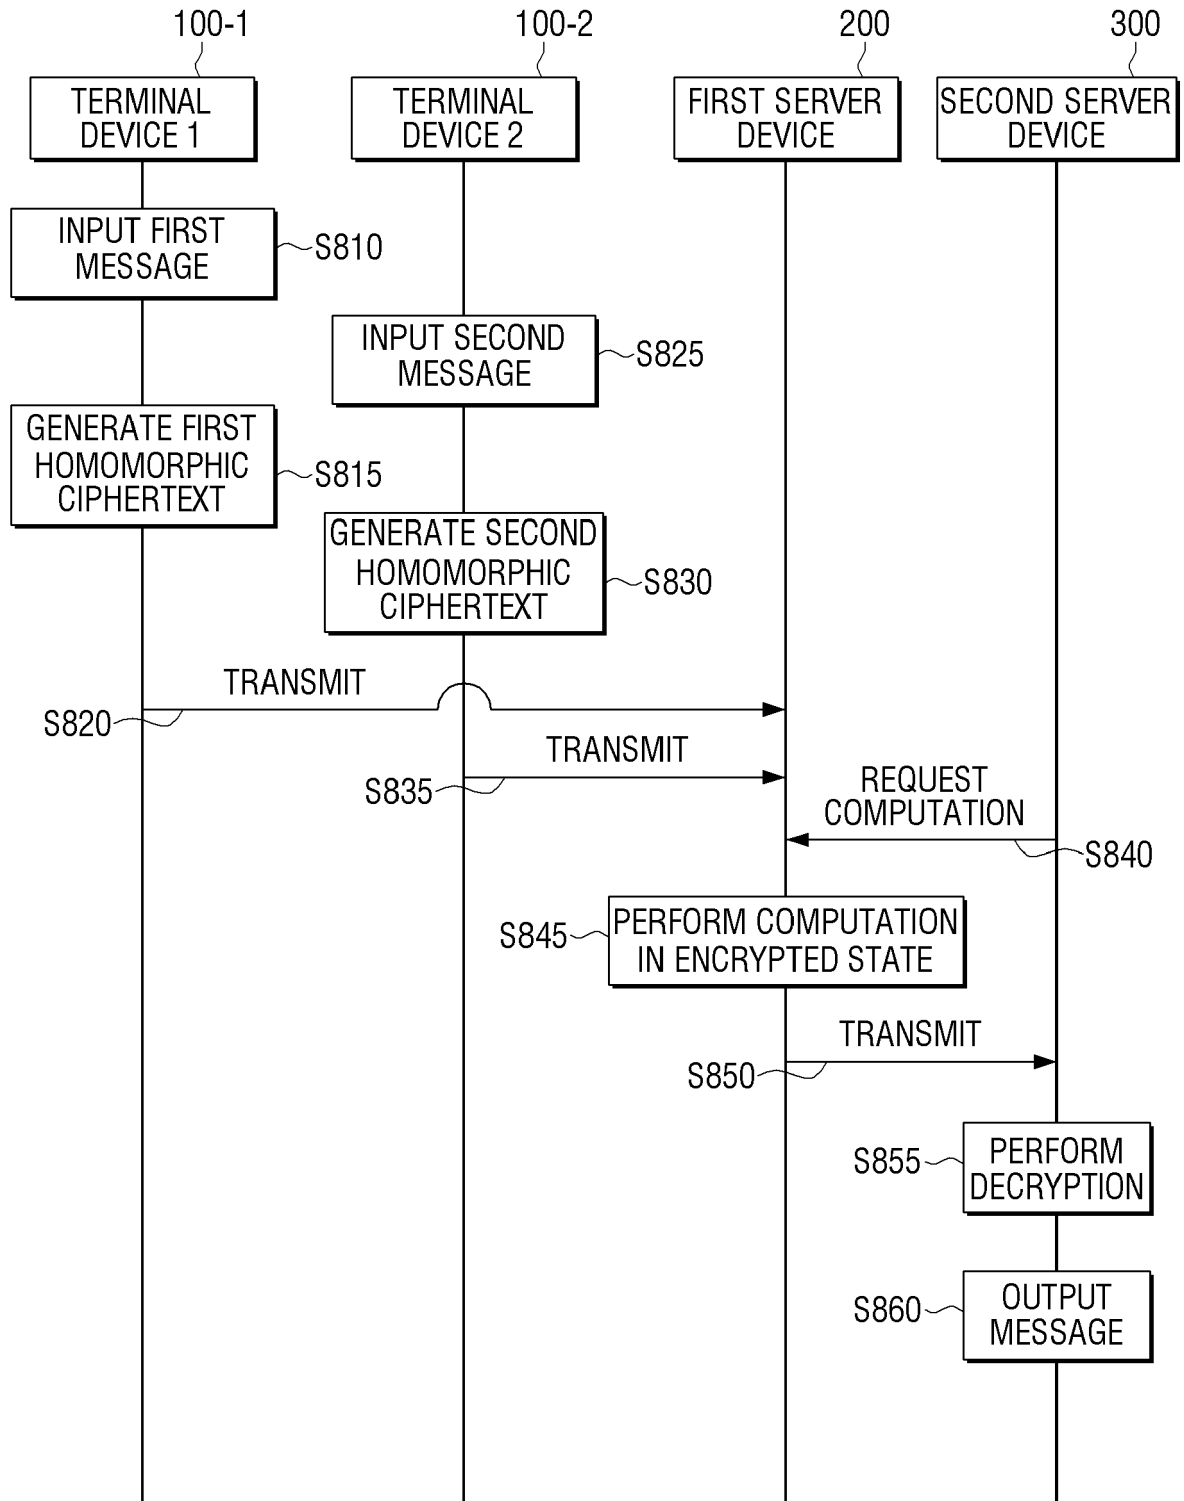 100-1
100-2
200
300
TERMINAL
DEVICE 1
TERMINAL
DEVICE 2
FIRST SERVER
DEVICE
SECOND SERVER
DEVICE
INPUT FIRST
MESSAGE
S810
INPUT SECOND
MESSAGE
S825
GENERATE FIRST
HOMOMORPHIC
CIPHERTEXT
S815
GENERATE SECOND
HOMOMORPHIC
CIPHERTEXT
S830
TRANSMIT
S820
TRANSMIT
S835
REQUEST
COMPUTATION
S840
S845
PERFORM COMPUTATION
IN ENCRYPTED STATE
TRANSMIT
S850
S855
PERFORM
DECRYPTION
S860
OUTPUT
MESSAGE